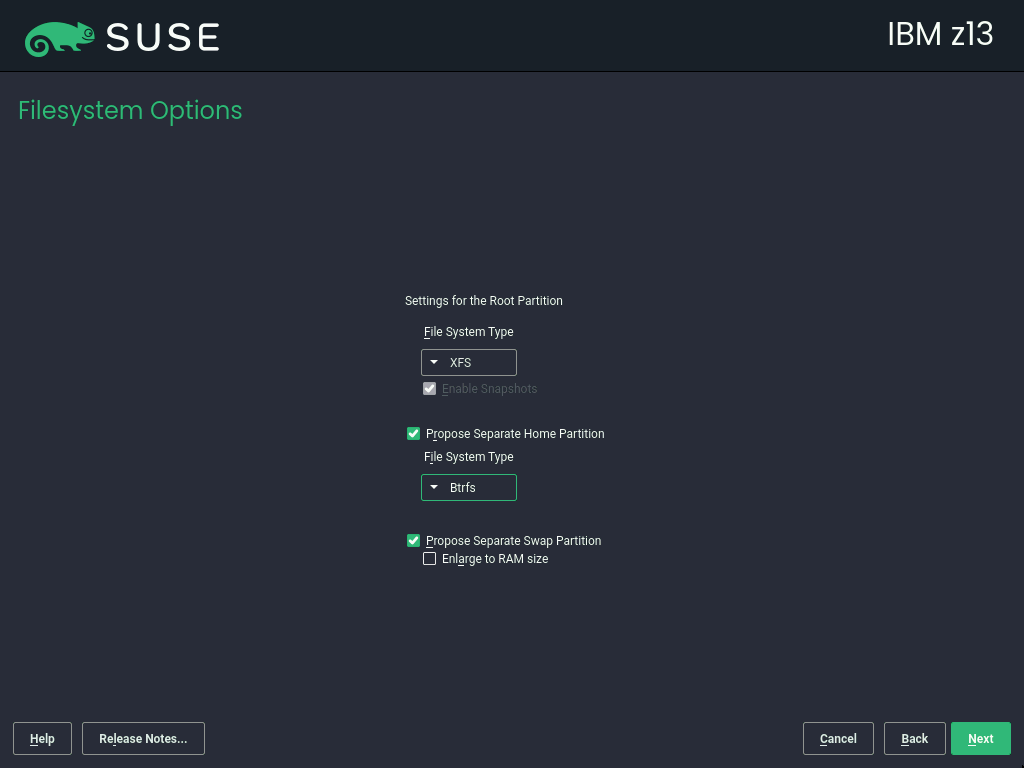 SUSE
IBM z13
Filesystem Options
Settings for the Root Partition
File System Type
XFS
Enable Snapshots
Propose Separate Home Partition
File System Type
Btrfs
Propose Separate Swap Partition
Enlarge to RAM size
Help
Release Notes...
Cancel
Back
Next